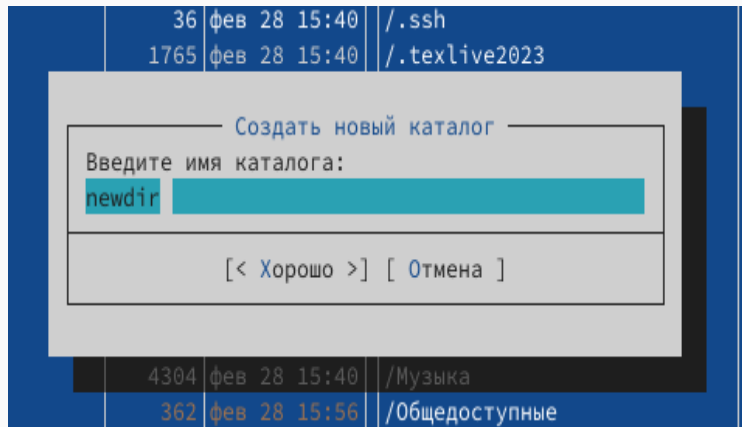 36 фев 28 15:40 /.ssh
1765 фев 28 15:40 /.texlive2023
Создать новый каталог
Введите имя каталога:
newdir
[< Хорошо >] [ Отмена ]
4304 фев 28 15:40 /Музыка
362 фев 28 15:56 /Общедоступные